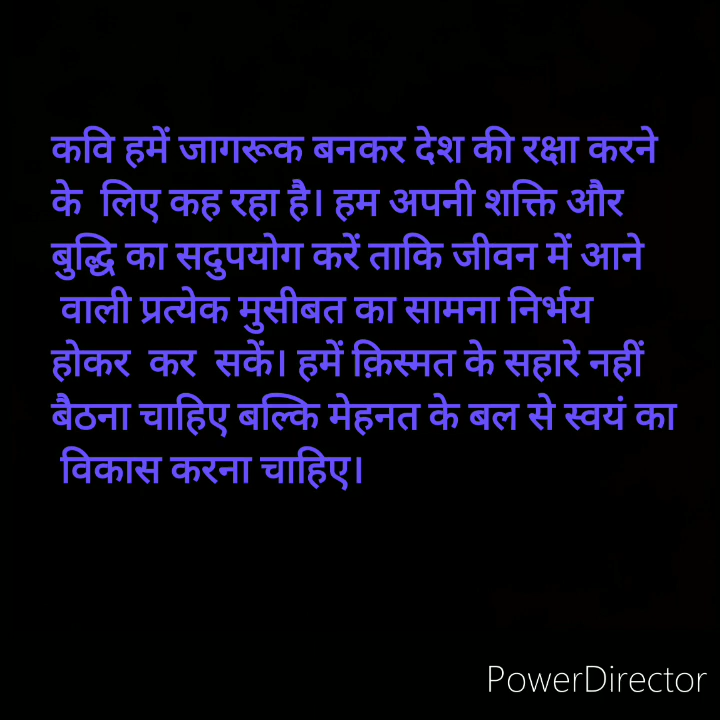 कवि हमें जागरूक बनकर देश की रक्षा करने
के लिए कह रहा है। हम अपनी शक्ति और
बुद्धि का सदुपयोग करें ताकि जीवन में आने
वाली प्रत्येक मुसीबत का सामना निर्भय
होकर कर सकें। हमें क़िस्मत के सहारे नहीं
बैठना चाहिए बल्कि मेहनत के बल से स्वयं का
विकास करना चाहिए।
PowerDirector